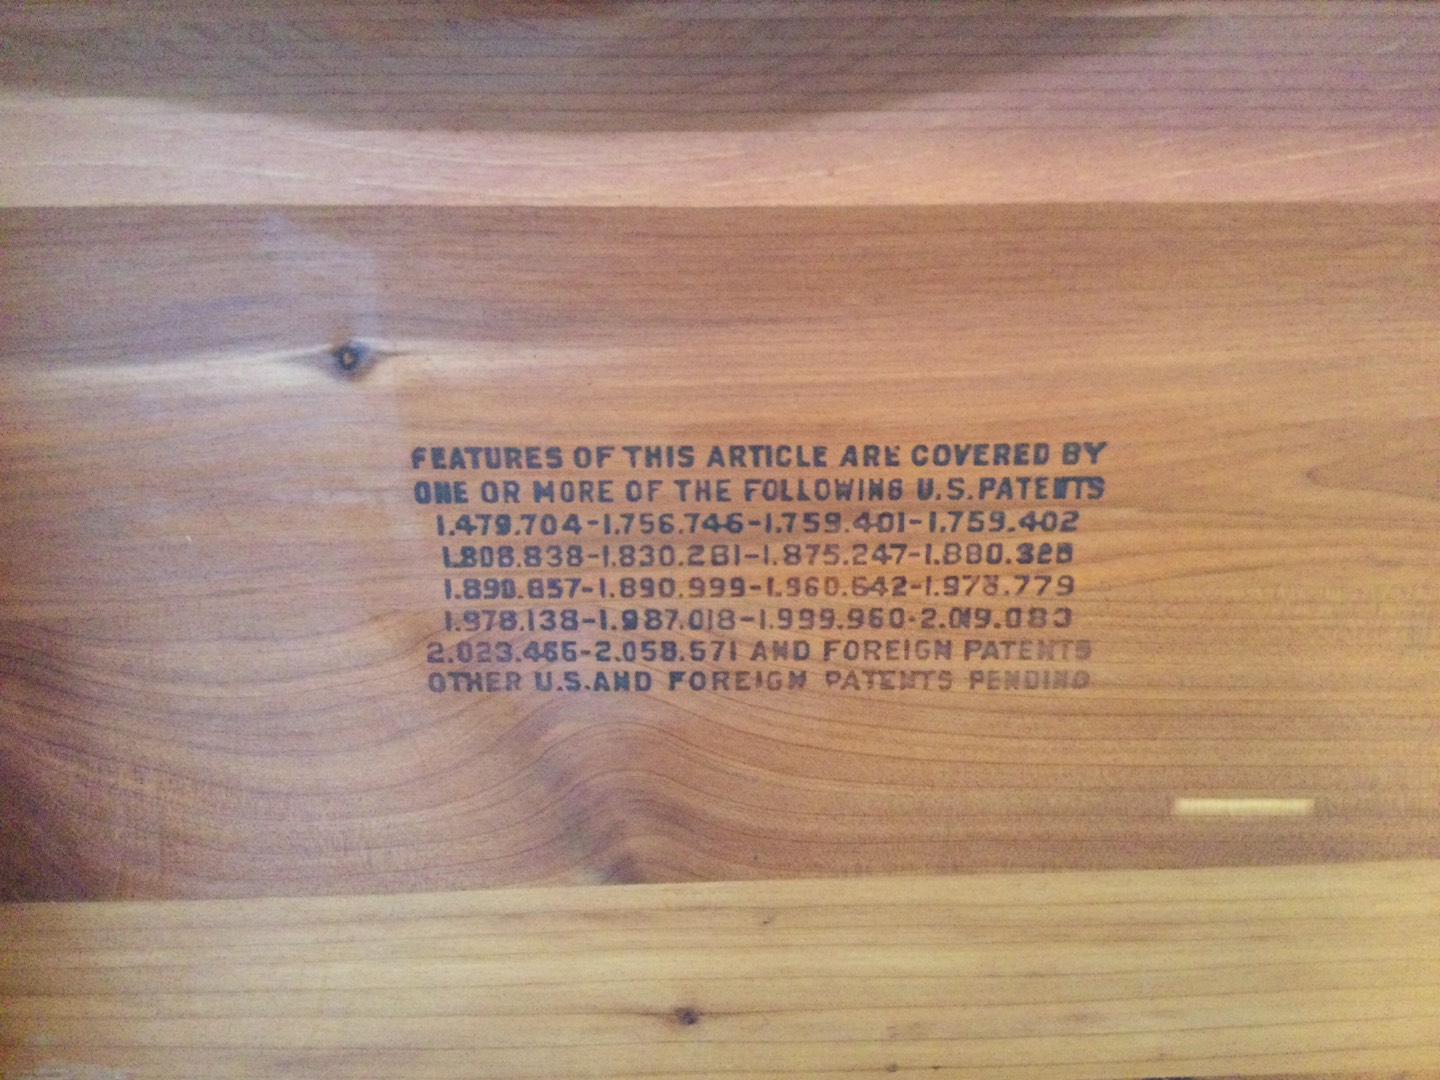 FEATURES OF THIS ARTICLE ARE COVERED BY
ONE OR MORE OF THE FOLLOWING U.S. PATENTS
1.479.704-1.756.746-1.759.401-1.759.402
1.808.838-1.830.281-1.875.247-1.880.328
1.890.857-1.890.999-1.960.642-1.978.779
1.978.138-1.987.018-1.999.960-2.019.083
2.023.466-2.058.571 AND FOREIGN PATENTS
OTHER U.S. AND FOREIGN PATENTS PENDING